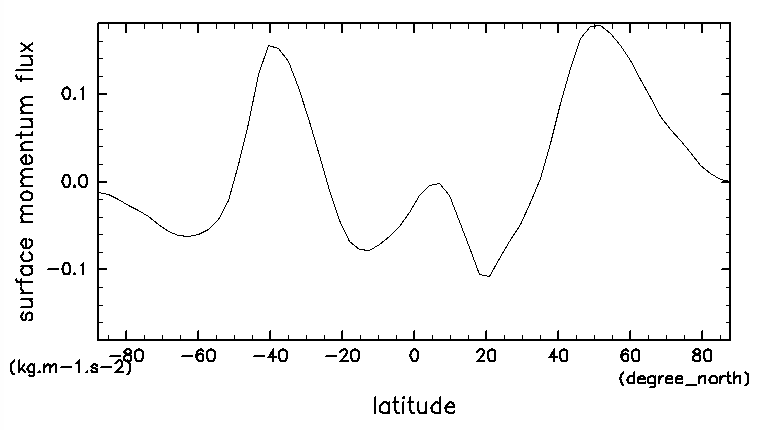 surface momentum flux
0.1
0.0
−0.1
−80 −60 −40 −20 0 20 40 60 80
(kg.m−1.s−2)
(degree_north)
latitude